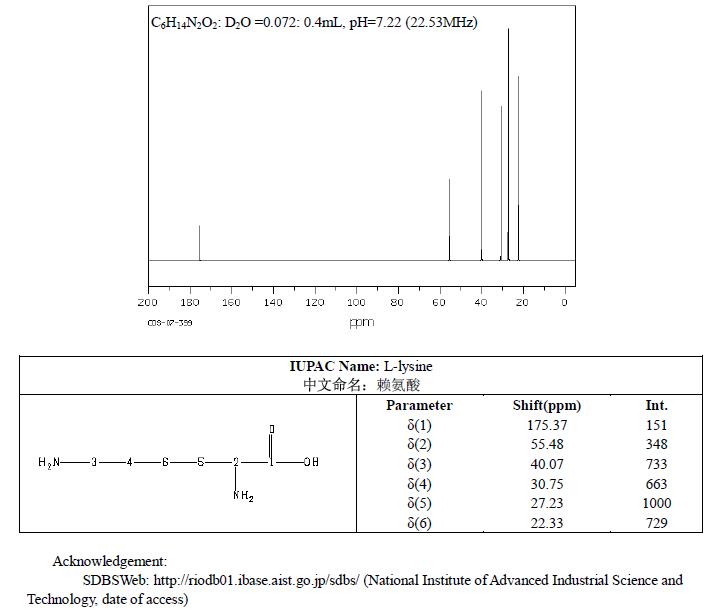 C₆H₁₄N₂O₂: D₂O =0.072: 0.4mL, pH=7.22 (22.53MHz)
200 180 160 140 120 100 80 60 40 20 0
CDS-07-399
ppm
IUPAC Name: L-lysine
中文命名：赖氨酸
Parameter Shift(ppm) Int.
δ(1) 175.37 151
δ(2) 55.48 348
δ(3) 40.07 733
δ(4) 30.75 663
δ(5) 27.23 1000
δ(6) 22.33 729
O
H₂N 3 4 6 5 2 1 OH
NH₂
Acknowledgement:
SDBSWeb: http://riodb01.ibase.aist.go.jp/sdbs/ (National Institute of Advanced Industrial Science and
Technology, date of access)